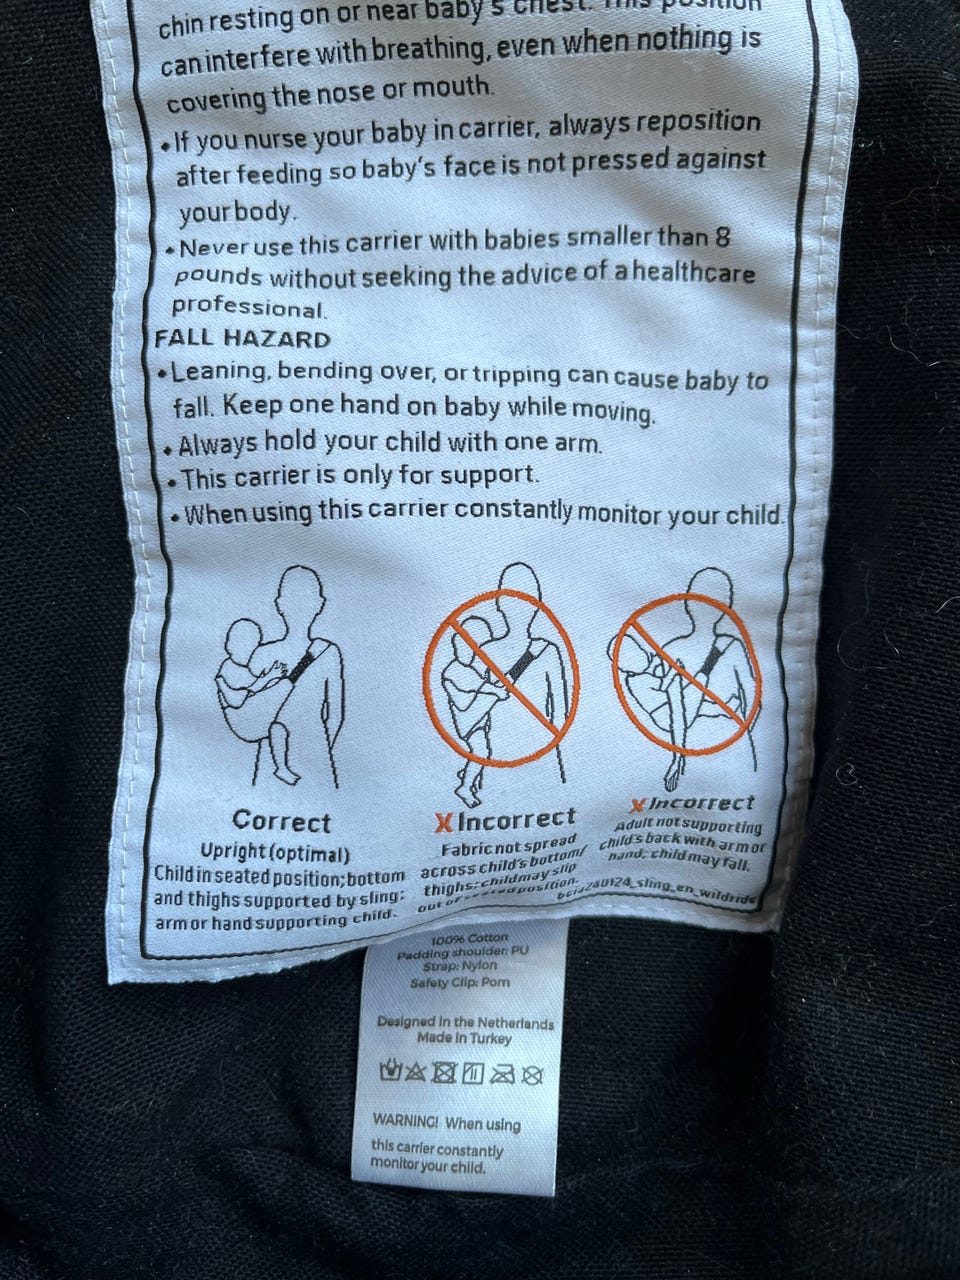 chin resting on or near baby's chest. This position
can interfere with breathing, even when nothing is
covering the nose or mouth.
• If you nurse your baby in carrier, always reposition
after feeding so baby's face is not pressed against
your body.
• Never use this carrier with babies smaller than 8
pounds without seeking the advice of a healthcare
professional.
FALL HAZARD
• Leaning, bending over, or tripping can cause baby to
fall. Keep one hand on baby while moving.
• Always hold your child with one arm.
• This carrier is only for support.
• When using this carrier constantly monitor your child.
Correct
Upright (optimal)
Child in seated position; bottom
and thighs supported by sling;
arm or hand supporting child.
X Incorrect
Fabric not spread
across child's bottom/
thighs; child may slip
out of seated position.
X Incorrect
Adult not supporting
child's back with arm or
hand; child may fall.
bcia240124_sling_en_wildride
100% Cotton
Padding shoulder: PU
Strap: Nylon
Safety Clip: Pom
Designed in the Netherlands
Made in Turkey
WARNING! When using
this carrier constantly
monitor your child.